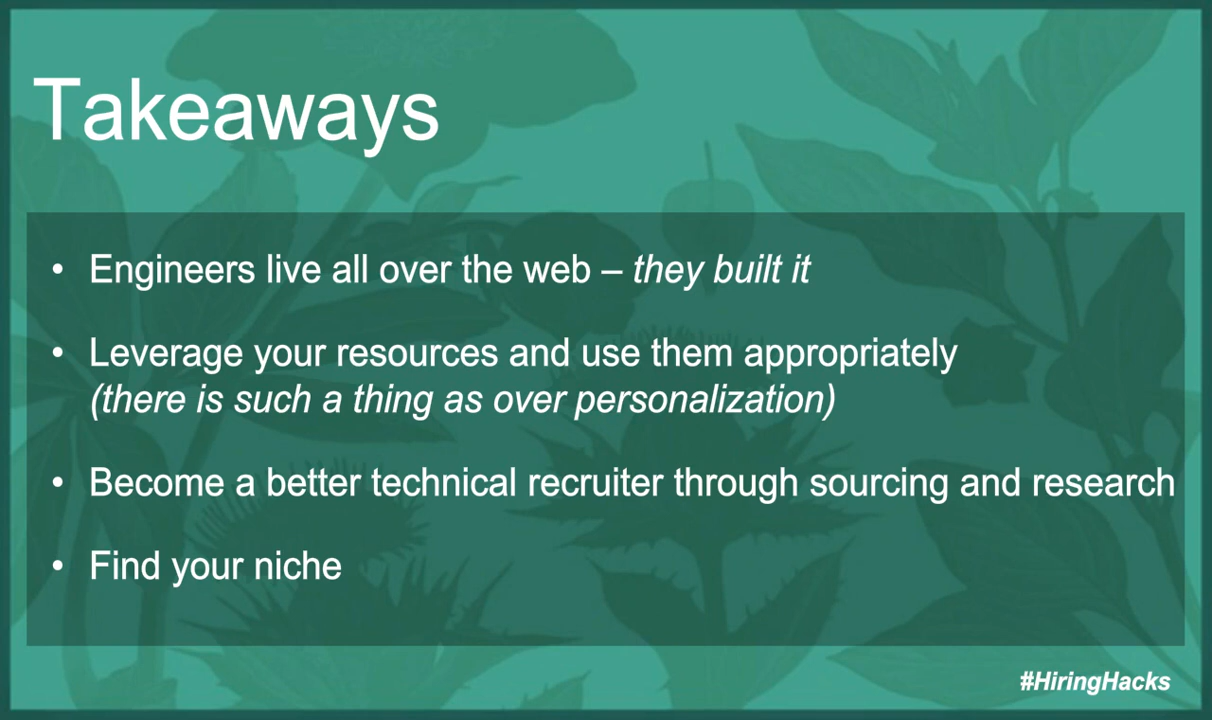 Takeaways
• Engineers live all over the web – they built it
• Leverage your resources and use them appropriately
(there is such a thing as over personalization)
• Become a better technical recruiter through sourcing and research
• Find your niche
#HiringHacks